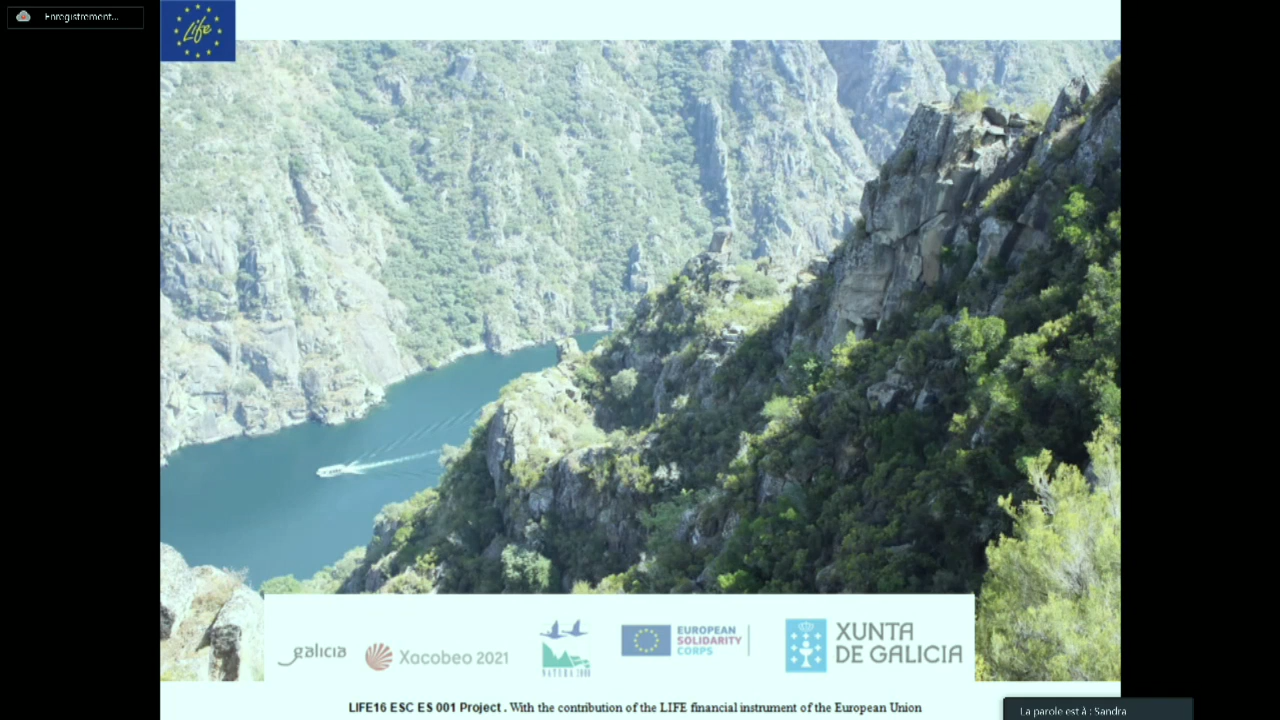 Enregistrement...
Life
galicia
Xacobeo 2021
NATURA 2000
EUROPEAN
SOLIDARITY
CORPS
XUNTA
DE GALICIA
LIFE16 ESC ES 001 Project . With the contribution of the LIFE financial instrument of the European Union
La parole est à : Sandra